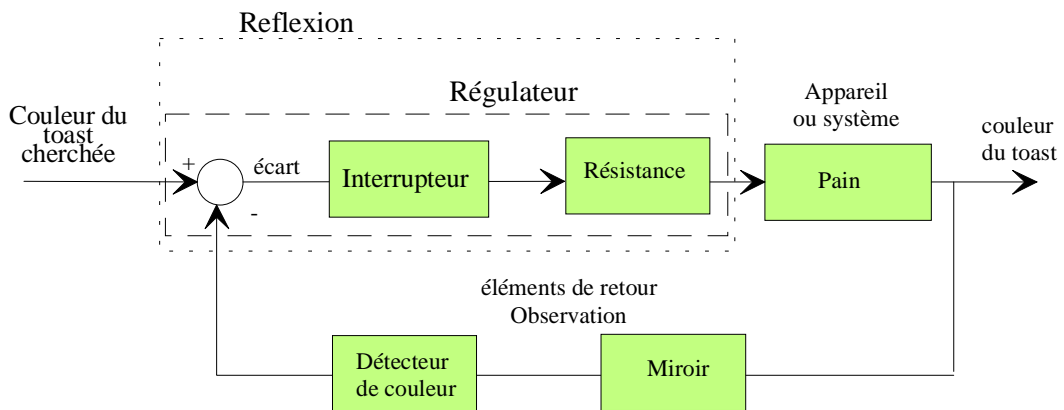 Reflexion
Régulateur
Appareil
ou système
Couleur du
toast
cherchée
couleur
du toast
+
écart
Interrupteur
Résistance
Pain
-
éléments de retour
Observation
Détecteur
de couleur
Miroir